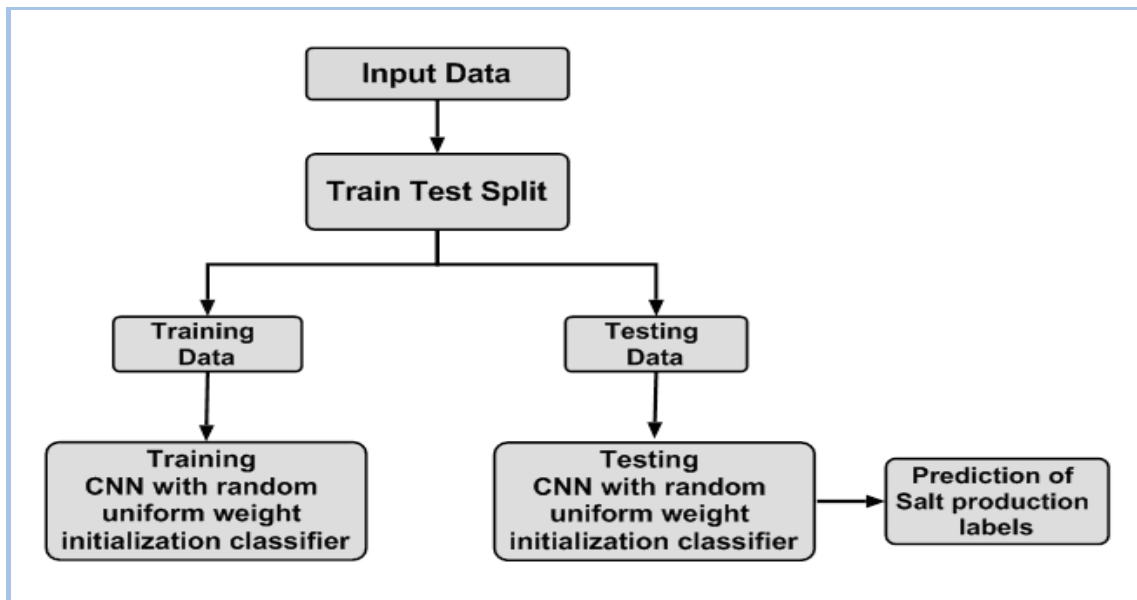 Input Data
Train Test Split
Training
Data
Testing
Data
Training
CNN with random
uniform weight
initialization classifier
Testing
CNN with random
uniform weight
initialization classifier
Prediction of
Salt production
labels